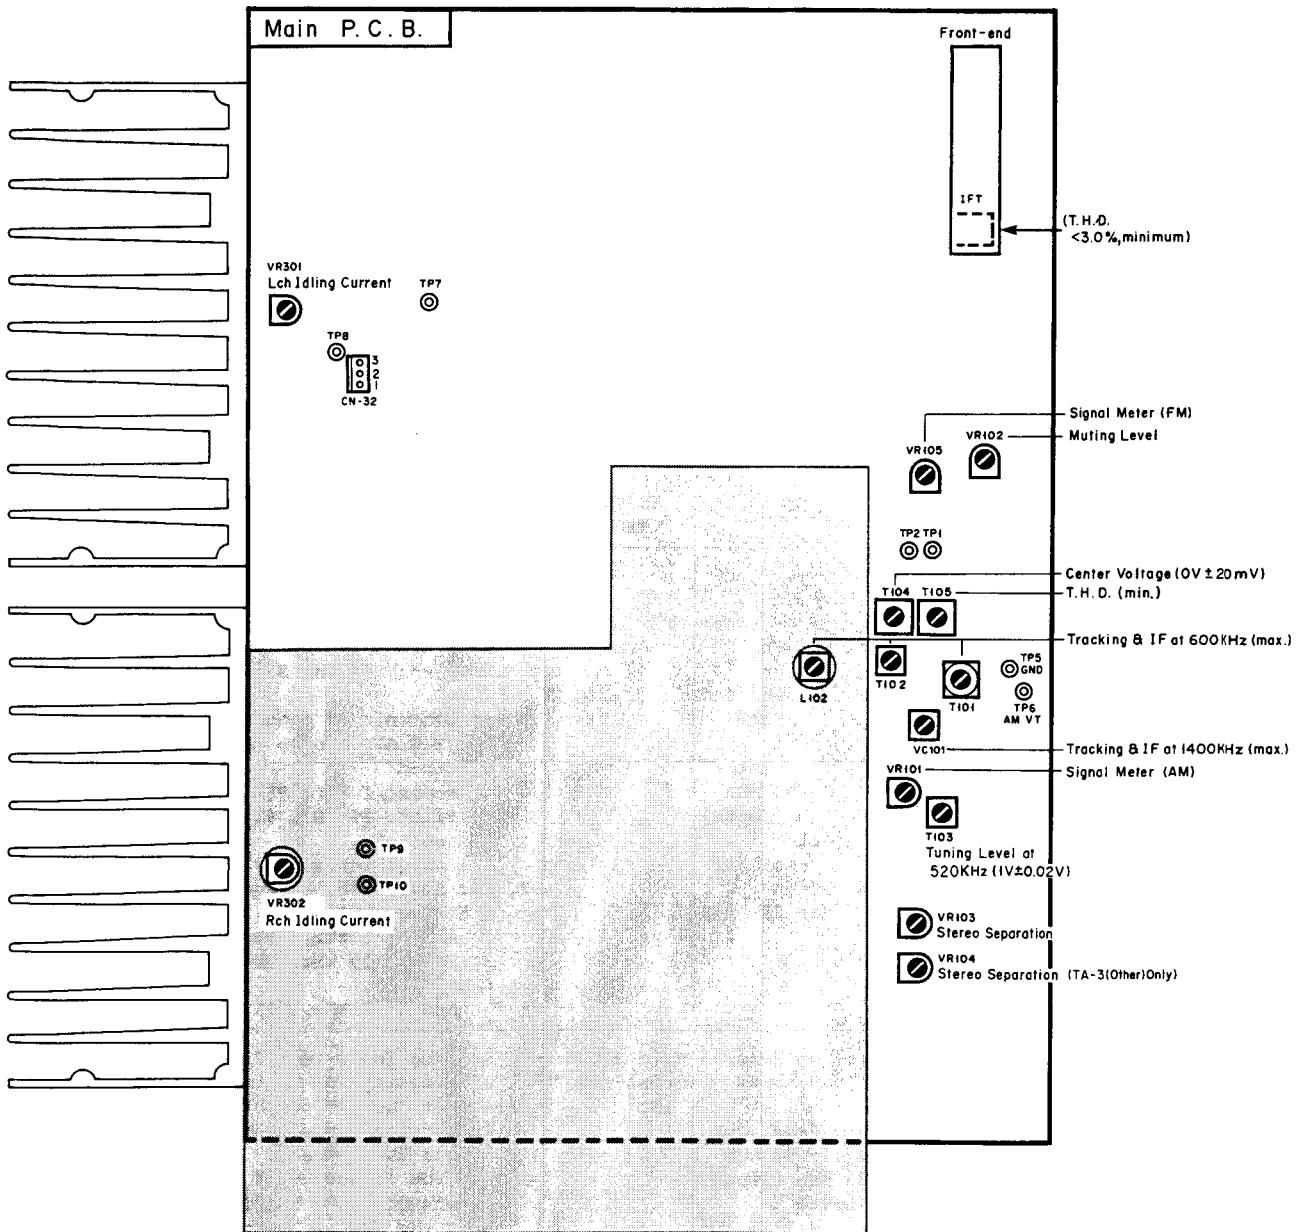 Main P. C. B.
Front-end
IFT
(T.H.D.
<3.0%,minimum)
VR301
Lch Idling Current
TP7
TP8
3
2
1
CN-32
Signal Meter (FM)
VR102
Muting Level
VR105
TP2 TP1
Center Voltage (0V ± 20mV)
T104 T105
T.H.D. (min.)
Tracking & IF at 600KHz (max.)
L102
T102
T101
TP5
GND
TP6
AM VT
VC101
Tracking & IF at 1400KHz (max.)
VR101
Signal Meter (AM)
T103
Tuning Level at
520KHz (1V±0.02V)
TP9
TP10
VR302
Rch Idling Current
VR103
Stereo Separation
VR104
Stereo Separation (TA-3(Other)Only)